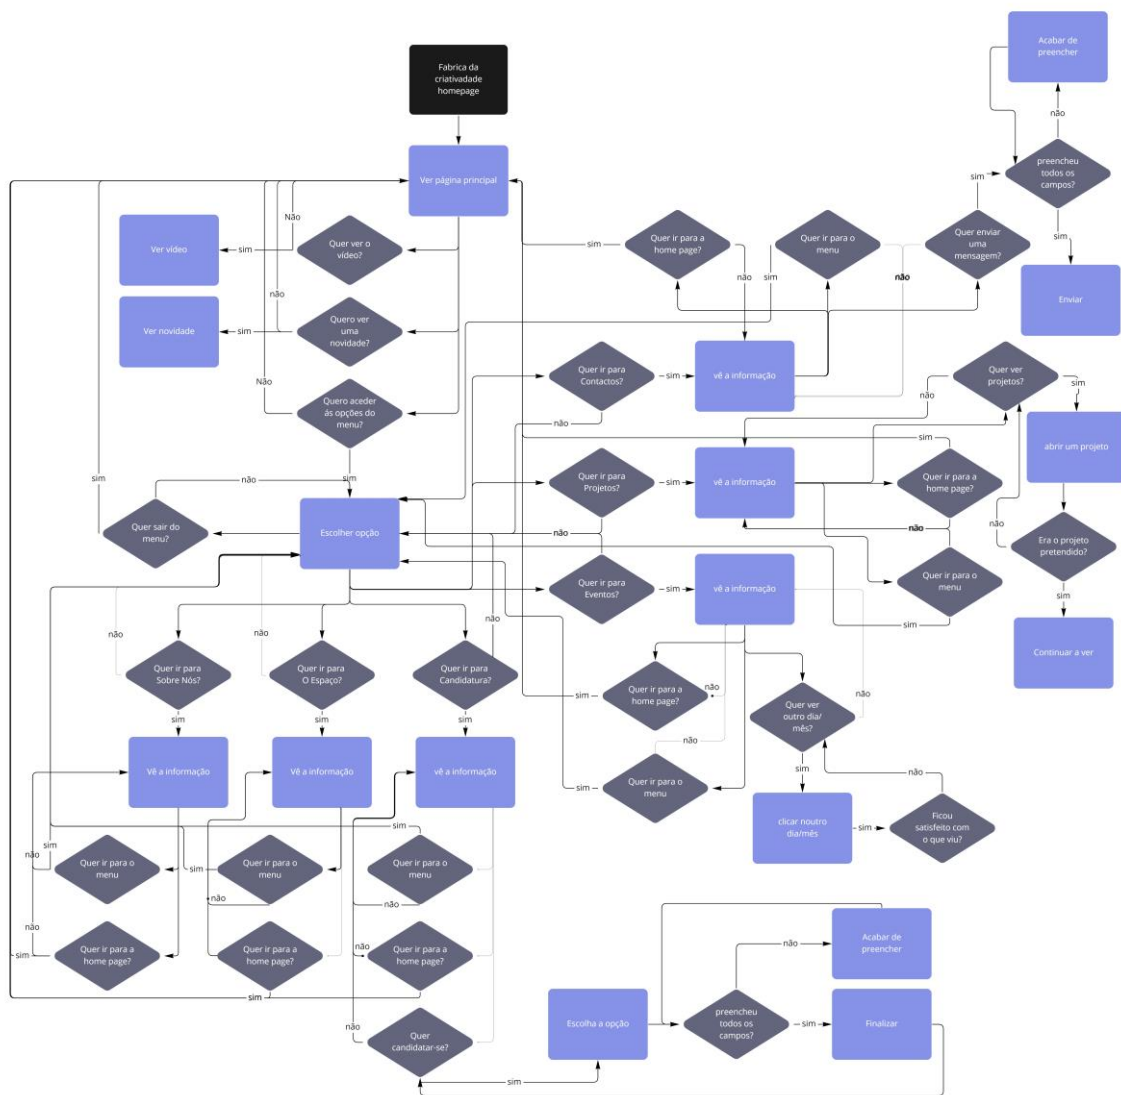 Fabrica da
criativadade
homepage
Acabar de
preencher
não
Ver página principal
preencheu
todos os
campos?
sim
Não
Ver vídeo
sim
Quer ver o
vídeo?
sim
Quer ir para a
home page?
Quer ir para o
menu
Quer enviar
uma
mensagem?
sim
não
sim
não
não
Enviar
Ver novidade
sim
Quero ver
uma
novidade?
Quer ir para
Contactos?
sim
vê a informação
Quer ver
projetos?
sim
Não
Quero aceder
ás opções do
menu?
não
não
abrir um projeto
sim
não
sim
sim
Quer ir para
Projetos?
sim
vê a informação
Quer ir para a
home page?
Quer sair do
menu?
Escolher opção
não
não
não
Era o projeto
pretendido?
Quer ir para
Eventos?
sim
vê a informação
Quer ir para o
menu
sim
sim
não
não
não
Continuar a ver
Quer ir para
Sobre Nós?
Quer ir para
O Espaço?
Quer ir para
Candidatura?
sim
Quer ir para a
home page?
não
não
Quer ver
outro dia/
mês?
sim
sim
sim
não
Vê a informação
Vê a informação
vê a informação
sim
Quer ir para o
menu
sim
não
clicar noutro
dia/mês
sim
Ficou
satisfeito com
o que viu?
sim
sim
não
Quer ir para o
menu
sim
Quer ir para o
menu
Quer ir para o
menu
não
não
não
sim
Quer ir para a
home page?
Quer ir para a
home page?
não
Quer ir para a
home page?
não
Acabar de
preencher
sim
sim
não
Escolha a opção
preencheu
todos os
campos?
sim
Finalizar
Quer
candidatar-se?
sim